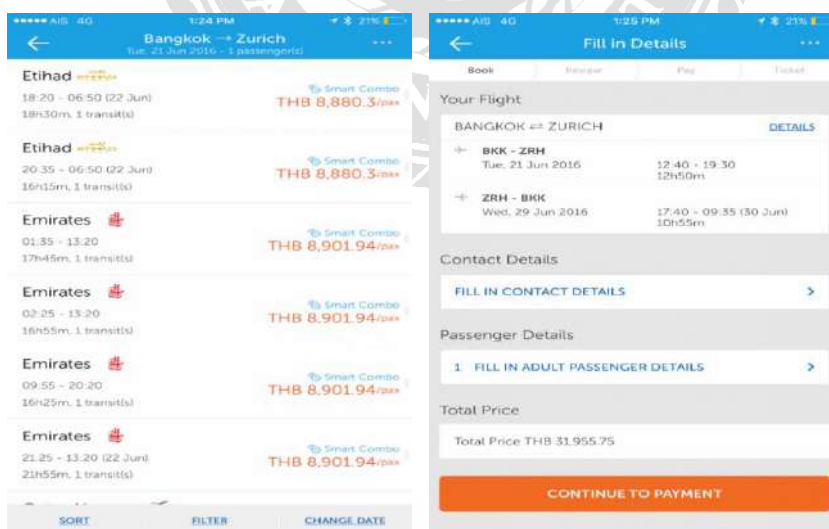 AIS 4G 1:24 PM 21%
Bangkok → Zurich
Tue, 21 Jun 2016 - 1 passenger(s)
Etihad
18:20 - 06:50 (22 Jun)
Smart Combo
THB 8,880.3/pax
18h30m, 1 transit(s)
Etihad
20:35 - 06:50 (22 Jun)
Smart Combo
THB 8,880.3/pax
16h15m, 1 transit(s)
Emirates
01:35 - 13:20
Smart Combo
THB 8,901.94/pax
17h45m, 1 transit(s)
Emirates
02:25 - 13:20
Smart Combo
THB 8,901.94/pax
16h55m, 1 transit(s)
Emirates
09:55 - 20:20
Smart Combo
THB 8,901.94/pax
16h25m, 1 transit(s)
Emirates
21:25 - 13:20 (22 Jun)
Smart Combo
THB 8,901.94/pax
21h55m, 1 transit(s)
SORT FILTER CHANGE DATE
AIS 4G 1:25 PM 21%
Fill in Details
Book Review Pay Ticket
Your Flight
BANGKOK ⇌ ZURICH DETAILS
BKK - ZRH
Tue, 21 Jun 2016 12:40 - 19:30
12h50m
ZRH - BKK
Wed, 29 Jun 2016 17:40 - 09:35 (30 Jun)
10h55m
Contact Details
FILL IN CONTACT DETAILS
Passenger Details
1 FILL IN ADULT PASSENGER DETAILS
Total Price
Total Price THB 31,955.75
CONTINUE TO PAYMENT